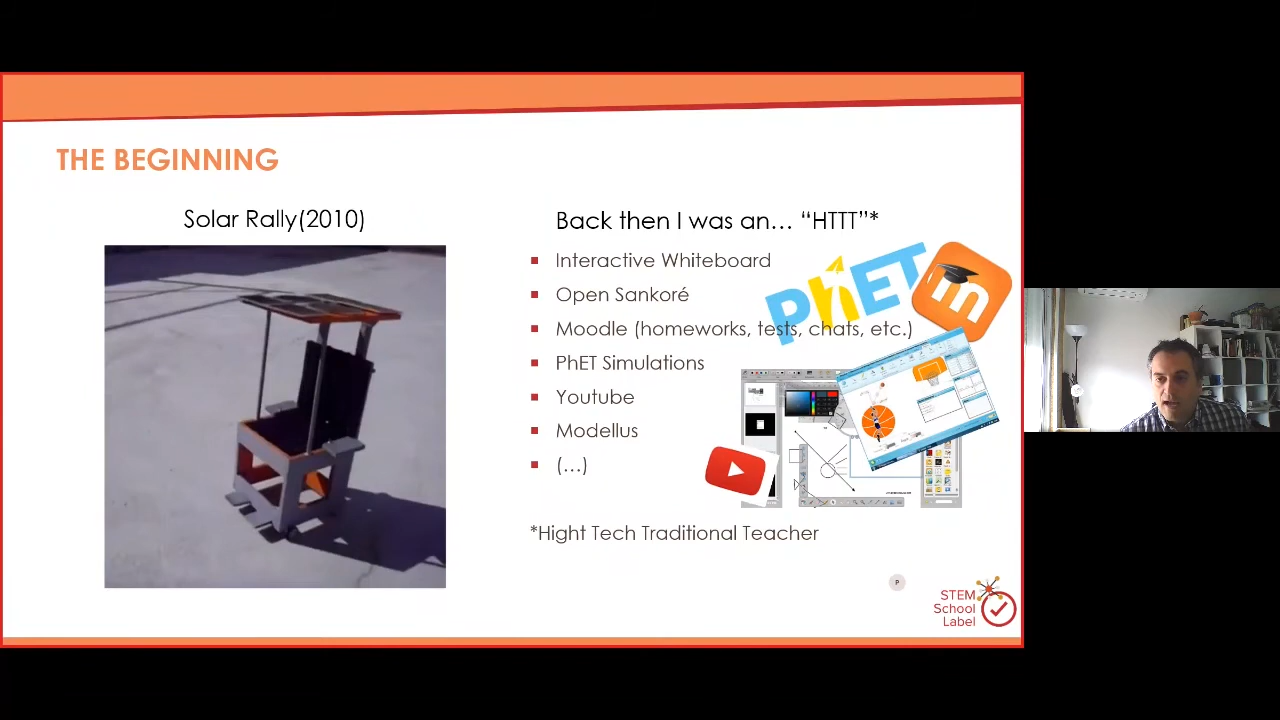 THE BEGINNING
Solar Rally(2010)
Back then I was an… “HTTT”*
Interactive Whiteboard
Open Sankoré
Moodle (homeworks, tests, chats, etc.)
PhET Simulations
Youtube
Modellus
(…)
*Hight Tech Traditional Teacher
PhET
m
P
STEM
School
Label